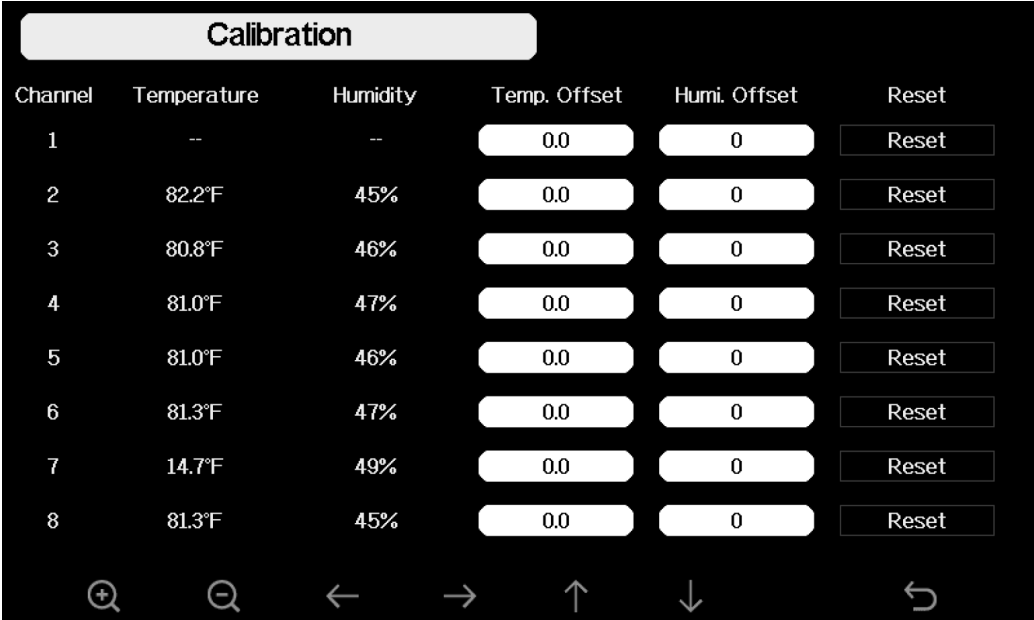 Calibration
Channel Temperature Humidity Temp. Offset Humi. Offset Reset
1 -- -- 0.0 0 Reset
2 82.2°F 45% 0.0 0 Reset
3 80.8°F 46% 0.0 0 Reset
4 81.0°F 47% 0.0 0 Reset
5 81.0°F 46% 0.0 0 Reset
6 81.3°F 47% 0.0 0 Reset
7 14.7°F 49% 0.0 0 Reset
8 81.3°F 45% 0.0 0 Reset